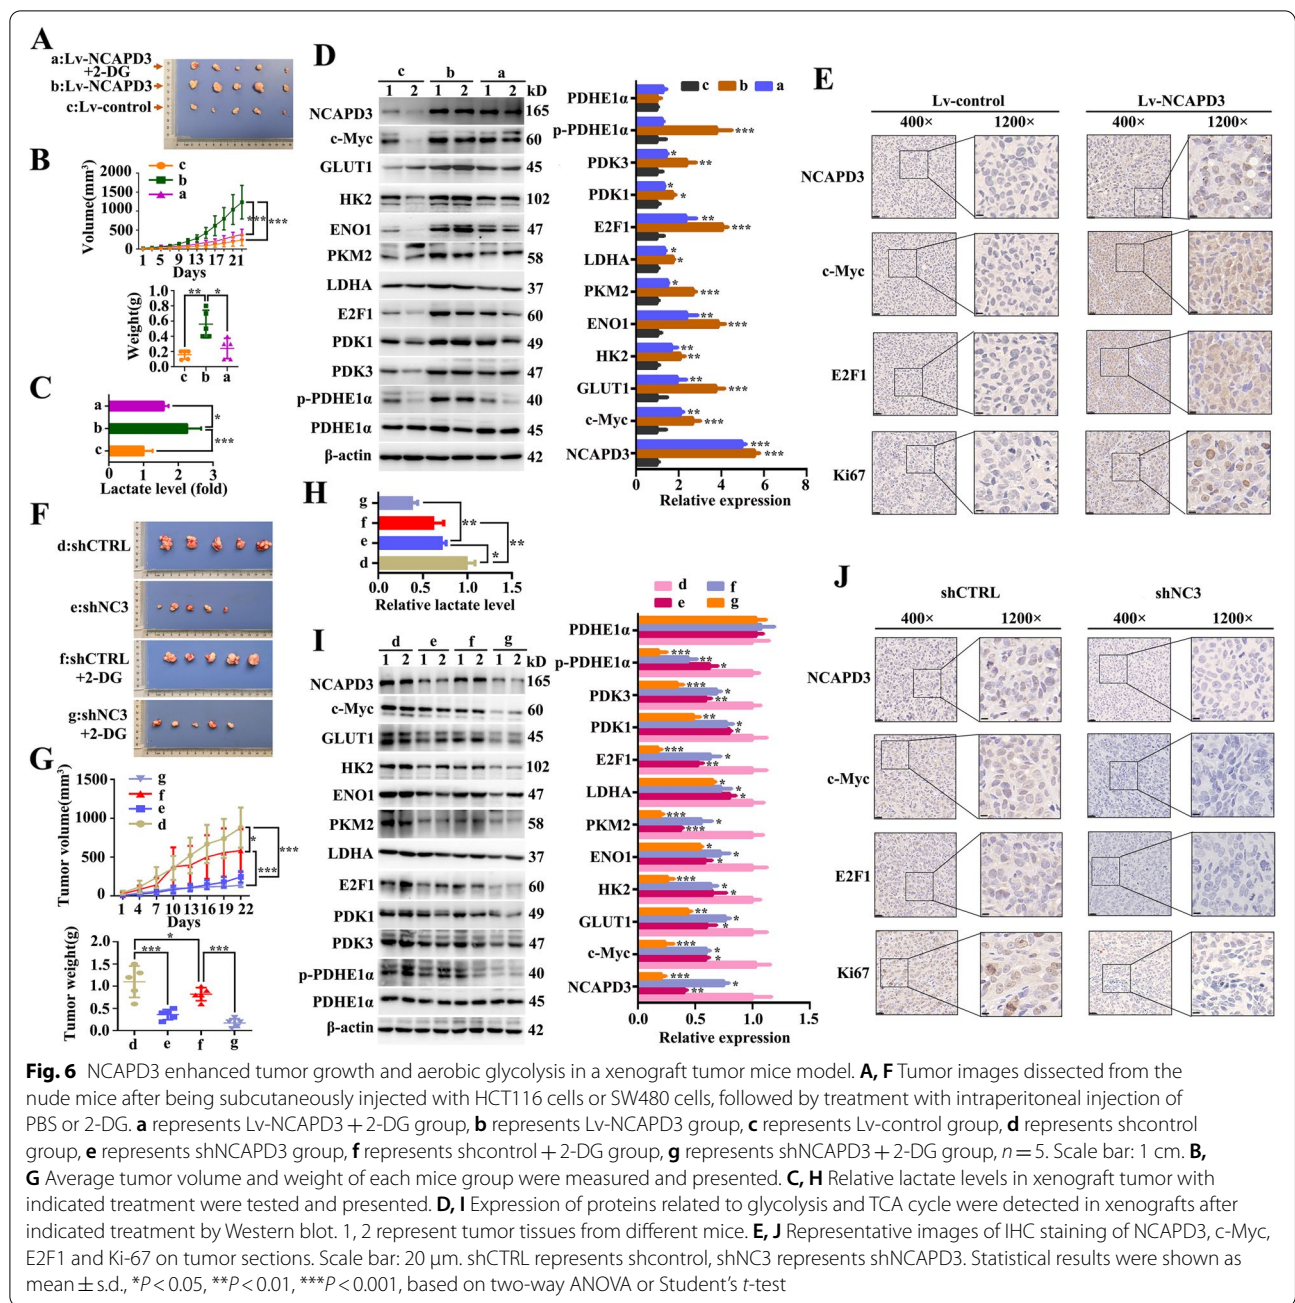 A
a:Lv-NCAPD3
+2-DG
b:Lv-NCAPD3
c:Lv-control
B
c
b
a
Volume(mm³)
2000
1500
1000
500
0
1 5 9 13 17 21
Days
***
***
Weight(g)
1.0
0.8
0.6
0.4
0.2
0.0
** *
c b a
C
a
b
c
*
***
0 1 2 3
Lactate level (fold)
D
c b a
1 2 1 2 1 2 kD
NCAPD3 165
c-Myc 60
GLUT1 45
HK2 102
ENO1 47
PKM2 58
LDHA 37
E2F1 60
PDK1 49
PDK3 47
p-PDHE1α 40
PDHE1α 45
β-actin 42
c b a
PDHE1α
p-PDHE1α ***
PDK3 * **
PDK1 * *
E2F1 ** ***
LDHA * *
PKM2 * ***
ENO1 ** ***
HK2 ** **
GLUT1 ** ***
c-Myc ** **
NCAPD3 *** ***
0 2 4 6 8
Relative expression
E
Lv-control Lv-NCAPD3
400× 1200× 400× 1200×
NCAPD3
c-Myc
E2F1
Ki67
F
d:shCTRL
e:shNC3
f:shCTRL
+2-DG
g:shNC3
+2-DG
G
g
f
e
d
Tumor volume(mm³)
1500
1000
500
0
1 4 7 10 13 16 19 22
Days
*
***
***
Tumor weight(g)
2.0
1.5
1.0
0.5
0.0
*
*** ***
d e f g
H
g
f
e
d
**
*
**
0.0 0.5 1.0 1.5
Relative lactate level
I
d e f g
1 2 1 2 1 2 1 2 kD
NCAPD3 165
c-Myc 60
GLUT1 45
HK2 102
ENO1 47
PKM2 58
LDHA 37
E2F1 60
PDK1 49
PDK3 47
p-PDHE1α 40
PDHE1α 45
β-actin 42
d f
e g
PDHE1α
p-PDHE1α *** ** *
PDK3 *** * **
PDK1 ** * *
E2F1 *** * **
LDHA * * *
PKM2 *** * ***
ENO1 * * *
HK2 *** * *
GLUT1 ** * *
c-Myc *** * *
NCAPD3 *** * **
0.0 0.5 1.0 1.5
Relative expression
J
shCTRL shNC3
400× 1200× 400× 1200×
NCAPD3
c-Myc
E2F1
Ki67
Fig. 6 NCAPD3 enhanced tumor growth and aerobic glycolysis in a xenograft tumor mice model. A, F Tumor images dissected from the
nude mice after being subcutaneously injected with HCT116 cells or SW480 cells, followed by treatment with intraperitoneal injection of
PBS or 2-DG. a represents Lv-NCAPD3 + 2-DG group, b represents Lv-NCAPD3 group, c represents Lv-control group, d represents shcontrol
group, e represents shNCAPD3 group, f represents shcontrol + 2-DG group, g represents shNCAPD3 + 2-DG group, n = 5. Scale bar: 1 cm. B,
G Average tumor volume and weight of each mice group were measured and presented. C, H Relative lactate levels in xenograft tumor with
indicated treatment were tested and presented. D, I Expression of proteins related to glycolysis and TCA cycle were detected in xenografts after
indicated treatment by Western blot. 1, 2 represent tumor tissues from different mice. E, J Representative images of IHC staining of NCAPD3, c-Myc,
E2F1 and Ki-67 on tumor sections. Scale bar: 20 μm. shCTRL represents shcontrol, shNC3 represents shNCAPD3. Statistical results were shown as
mean ± s.d., *P < 0.05, **P < 0.01, ***P < 0.001, based on two-way ANOVA or Student's t-test